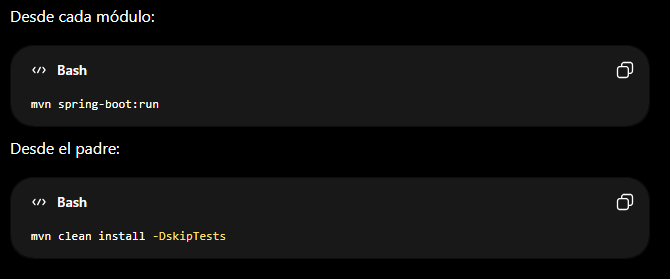 Desde cada módulo:
</> Bash
mvn spring-boot:run
Desde el padre:
</> Bash
mvn clean install -DskipTests